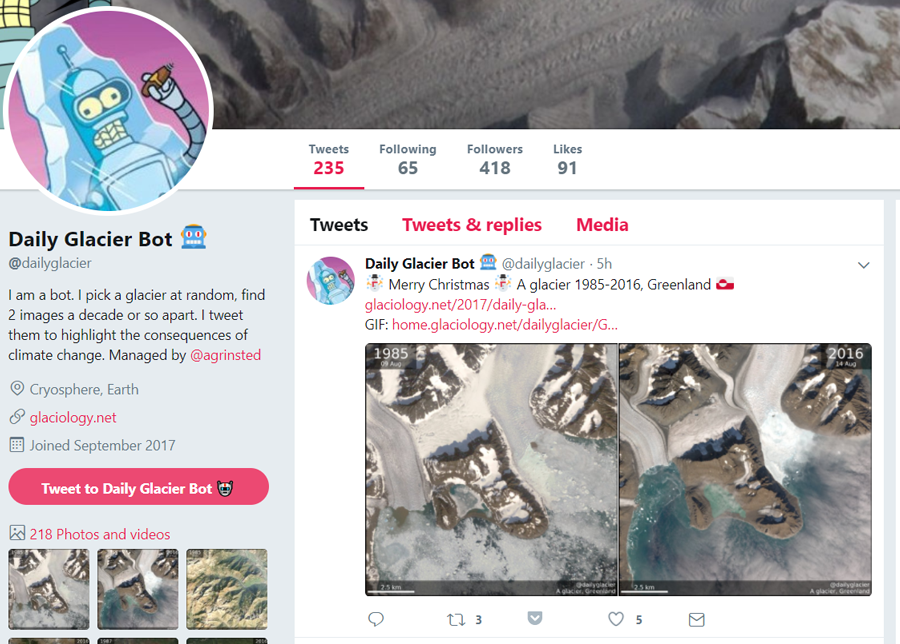 Tweets Following Followers Likes
235 65 418 91
Daily Glacier Bot
@dailyglacier
I am a bot. I pick a glacier at random, find
2 images a decade or so apart. I tweet
them to highlight the consequences of
climate change. Managed by @agrinsted
Cryosphere, Earth
glaciology.net
Joined September 2017
Tweet to Daily Glacier Bot
218 Photos and videos
Tweets Tweets & replies Media
Daily Glacier Bot @dailyglacier · 5h
Merry Christmas A glacier 1985-2016, Greenland
glaciology.net/2017/daily-gla...
GIF: home.glaciology.net/dailyglacier/G...
1985
09 Aug
2016
14 Aug
2.5 km
@dailyglacier
A glacier, Greenland
2.5 km
@dailyglacier
A glacier, Greenland
3 5